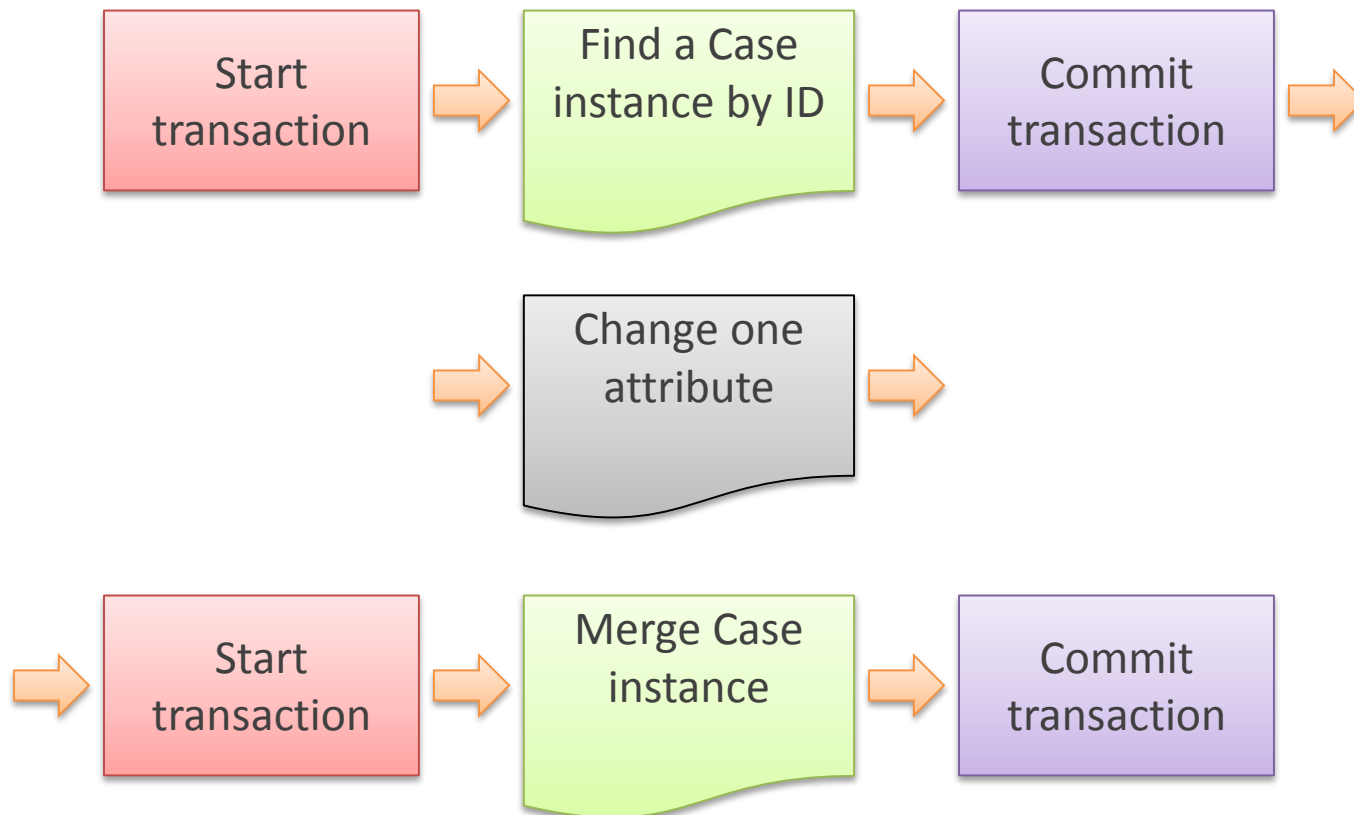 Start
transaction
Find a Case
instance by ID
Commit
transaction
Change one
attribute
Start
transaction
Merge Case
instance
Commit
transaction